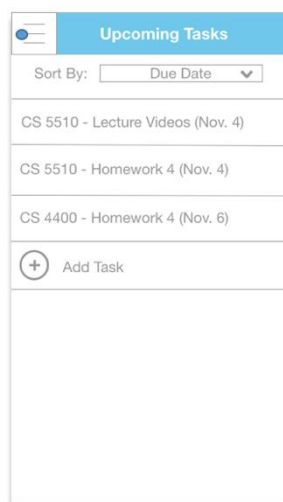 Upcoming Tasks
Sort By: Due Date
CS 5510 - Lecture Videos (Nov. 4)
CS 5510 - Homework 4 (Nov. 4)
CS 4400 - Homework 4 (Nov. 6)
+ Add Task